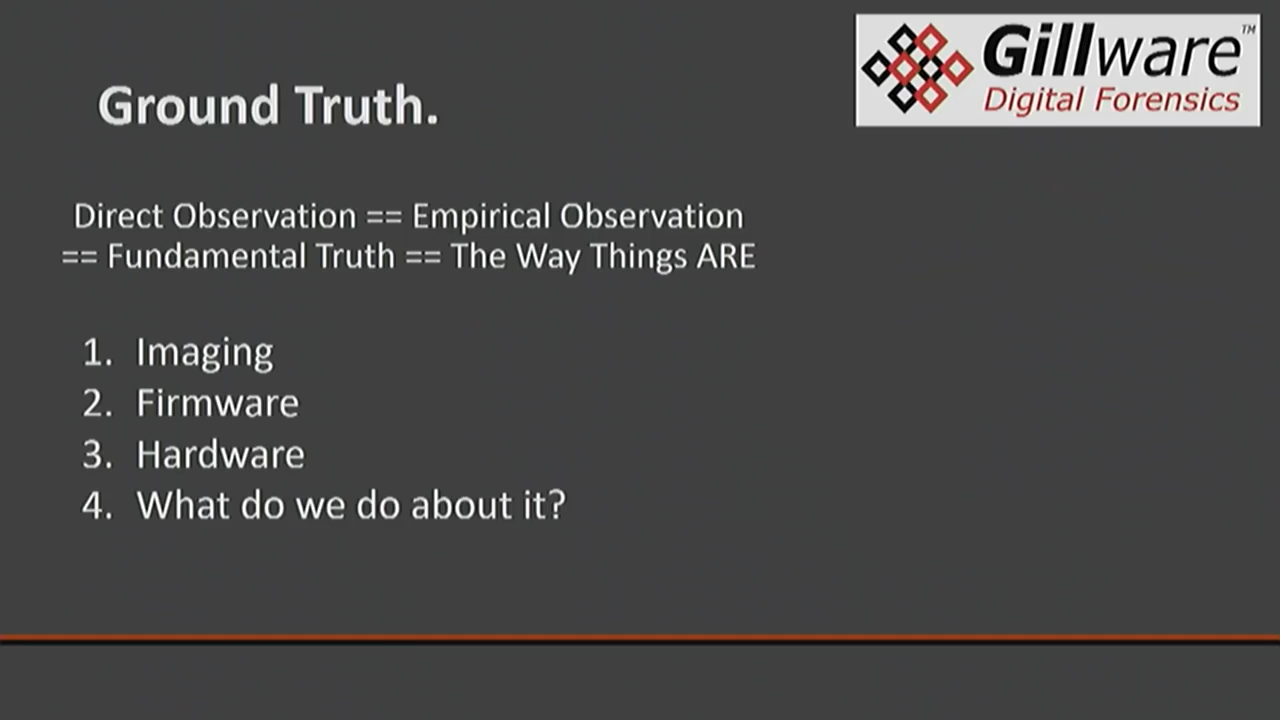 Gillware™
Digital Forensics
Ground Truth.
Direct Observation == Empirical Observation
== Fundamental Truth == The Way Things ARE
1. Imaging
2. Firmware
3. Hardware
4. What do we do about it?